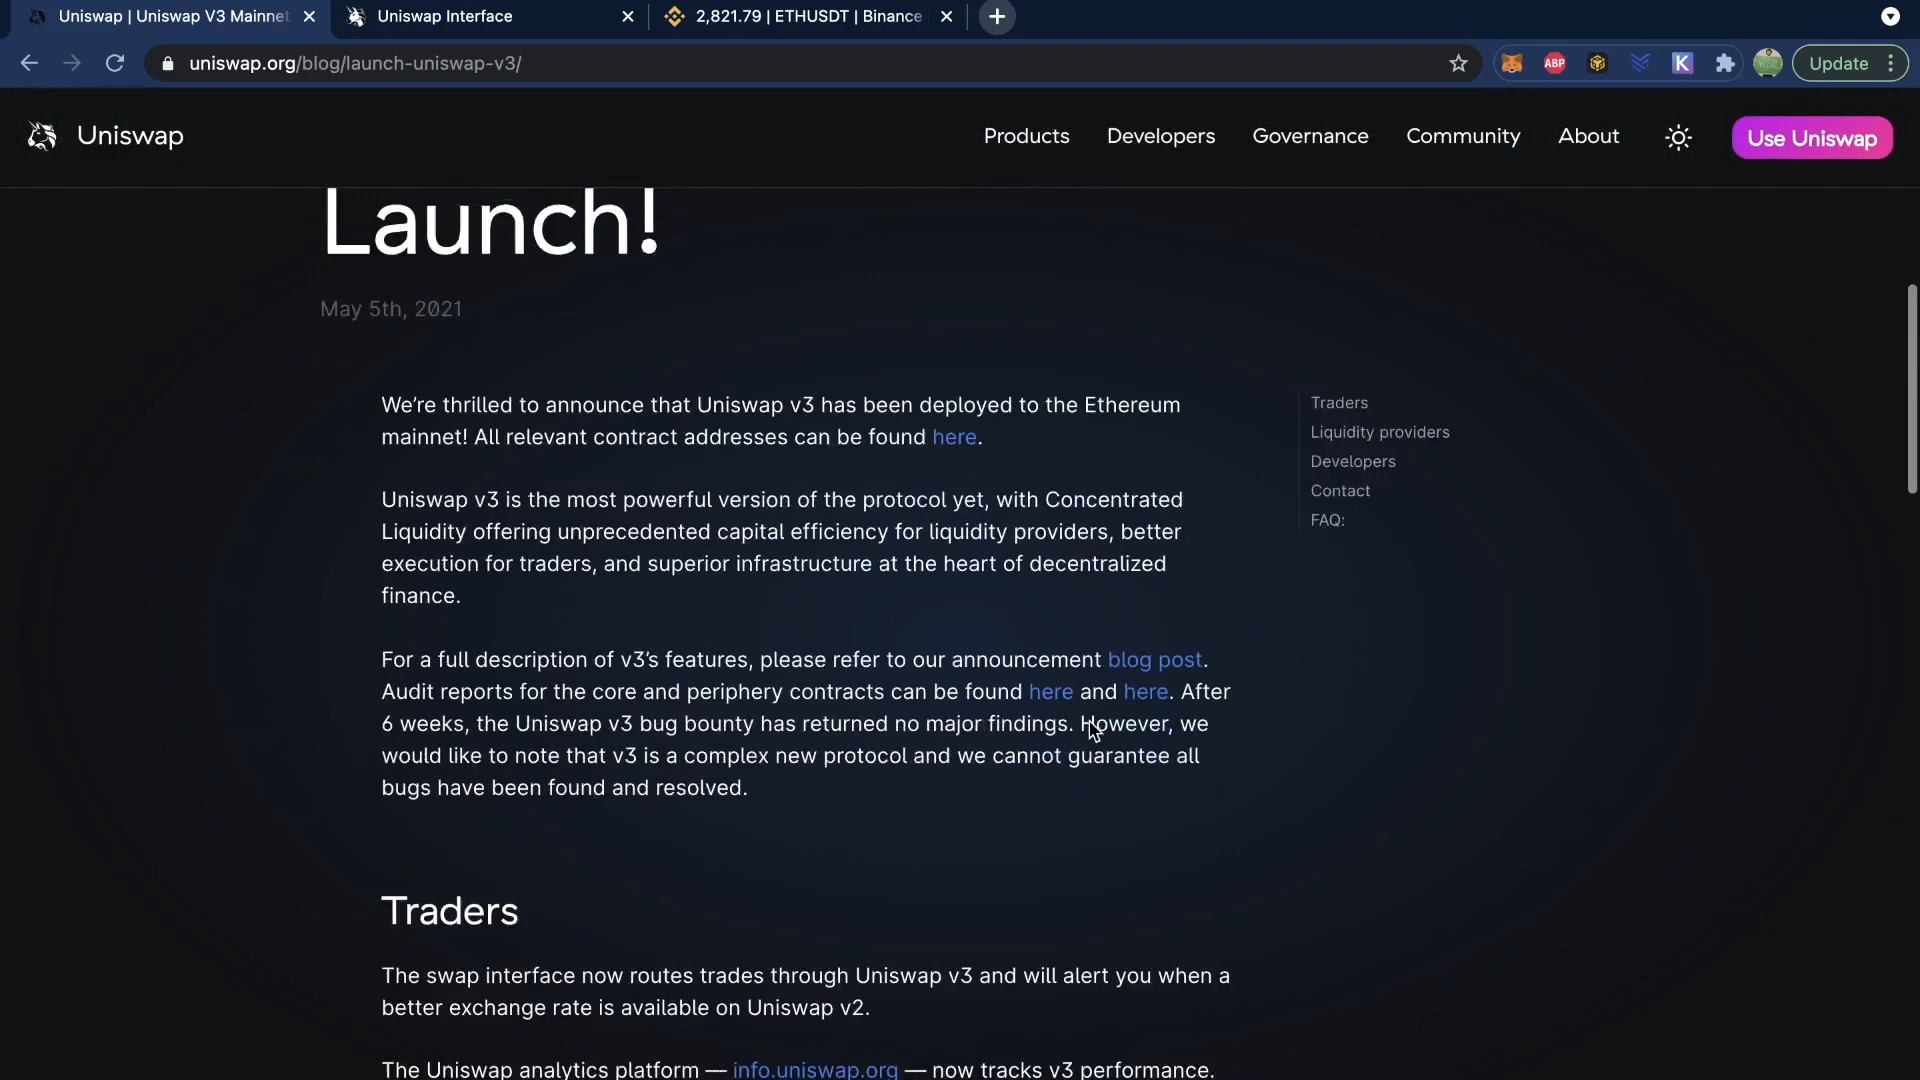 Uniswap | Uniswap V3 Mainnet
Uniswap Interface
2,821.79 | ETHUSDT | Binance
uniswap.org/blog/launch-uniswap-v3/
ABP
K
Update
Uniswap
Products
Developers
Governance
Community
About
Use Uniswap
Launch!
May 5th, 2021
We’re thrilled to announce that Uniswap v3 has been deployed to the Ethereum
mainnet! All relevant contract addresses can be found here.
Uniswap v3 is the most powerful version of the protocol yet, with Concentrated
Liquidity offering unprecedented capital efficiency for liquidity providers, better
execution for traders, and superior infrastructure at the heart of decentralized
finance.
For a full description of v3’s features, please refer to our announcement blog post.
Audit reports for the core and periphery contracts can be found here and here. After
6 weeks, the Uniswap v3 bug bounty has returned no major findings. However, we
would like to note that v3 is a complex new protocol and we cannot guarantee all
bugs have been found and resolved.
Traders
Liquidity providers
Developers
Contact
FAQ:
Traders
The swap interface now routes trades through Uniswap v3 and will alert you when a
better exchange rate is available on Uniswap v2.
The Uniswap analytics platform — info.uniswap.org — now tracks v3 performance.